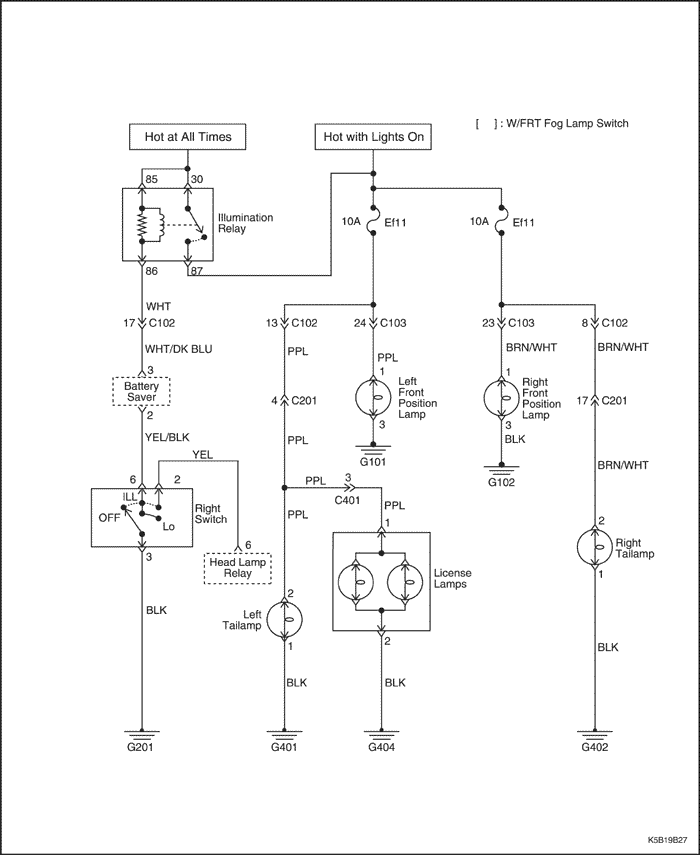 [ ] : W/FRT Fog Lamp Switch
Hot at All Times
Hot with Lights On
85
30
Illumination
Relay
10A
Ef11
10A
Ef11
86
87
WHT
17
C102
13
C102
24
C103
23
C103
8
C102
WHT/DK BLU
PPL
PPL
BRN/WHT
BRN/WHT
3
Battery
Saver
2
1
Left
Front
Position
Lamp
3
1
Right
Front
Position
Lamp
3
4
C201
17
C201
YEL/BLK
YEL
PPL
BLK
G101
G102
BRN/WHT
6
2
ILL
OFF
Lo
Right
Switch
3
PPL
3
C401
PPL
PPL
6
Head Lamp
Relay
1
License
Lamps
2
2
Right
Tailamp
1
2
Left
Tailamp
1
BLK
BLK
BLK
BLK
G201
G401
G404
G402
K5B19B27